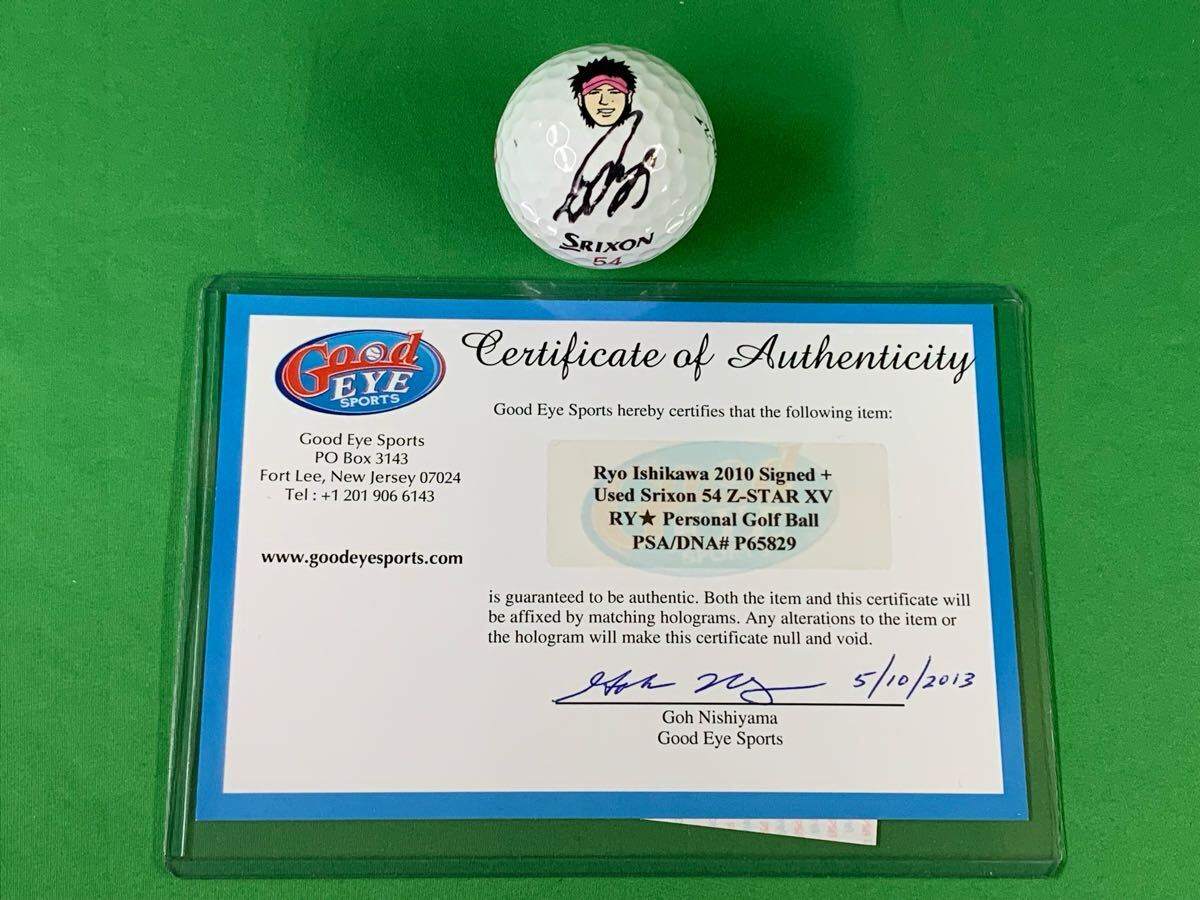 SRIXON
54
Good
EYE
SPORTS
Certificate of Authenticity
Good Eye Sports
PO Box 3143
Fort Lee, New Jersey 07024
Tel : +1 201 906 6143
www.goodeyesports.com
Good Eye Sports hereby certifies that the following item:
Ryo Ishikawa 2010 Signed +
Used Srixon 54 Z-STAR XV
RY★ Personal Golf Ball
PSA/DNA# P65829
is guaranteed to be authentic. Both the item and this certificate will
be affixed by matching holograms. Any alterations to the item or
the hologram will make this certificate null and void.
5/10/2013
Goh Nishiyama
Good Eye Sports